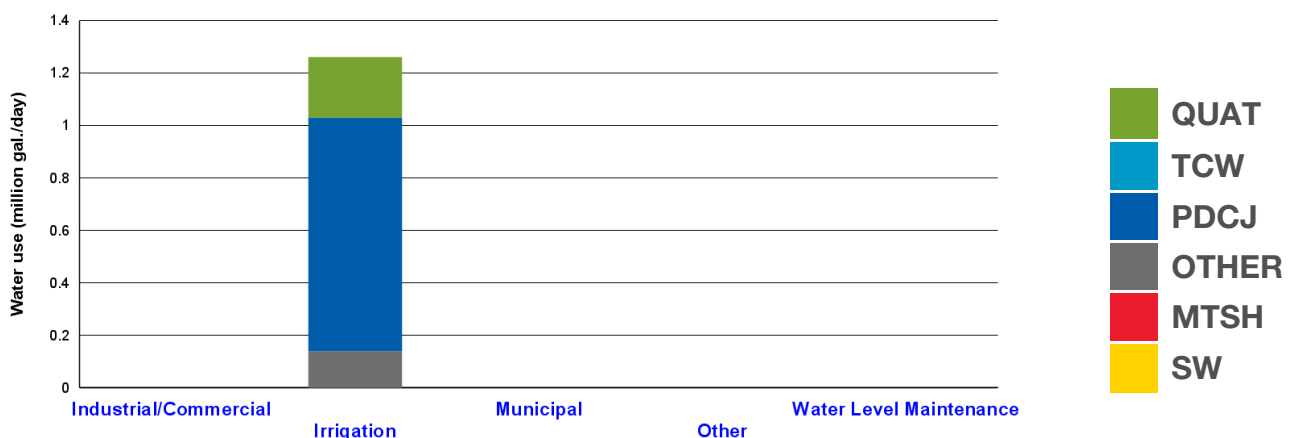 1.4
1.2
1
0.8
0.6
0.4
0.2
0
Water use (million gal./day)
Industrial/Commercial
Irrigation
Municipal
Other
Water Level Maintenance
QUAT
TCW
PDCJ
OTHER
MTSH
SW